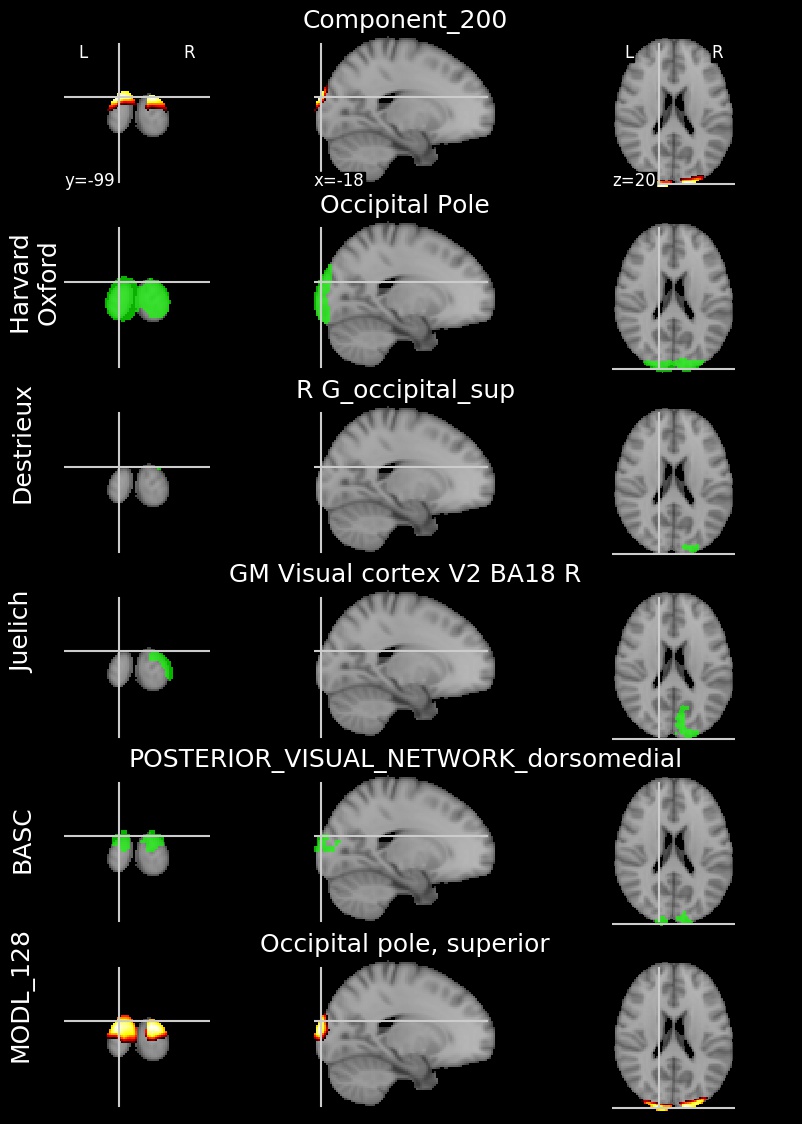 Component_200
L R L R
y=-99 x=-18 z=20
Occipital Pole
Harvard
Oxford
R G_occipital_sup
Destrieux
GM Visual cortex V2 BA18 R
Juelich
POSTERIOR_VISUAL_NETWORK_dorsomedial
BASC
Occipital pole, superior
MODL_128